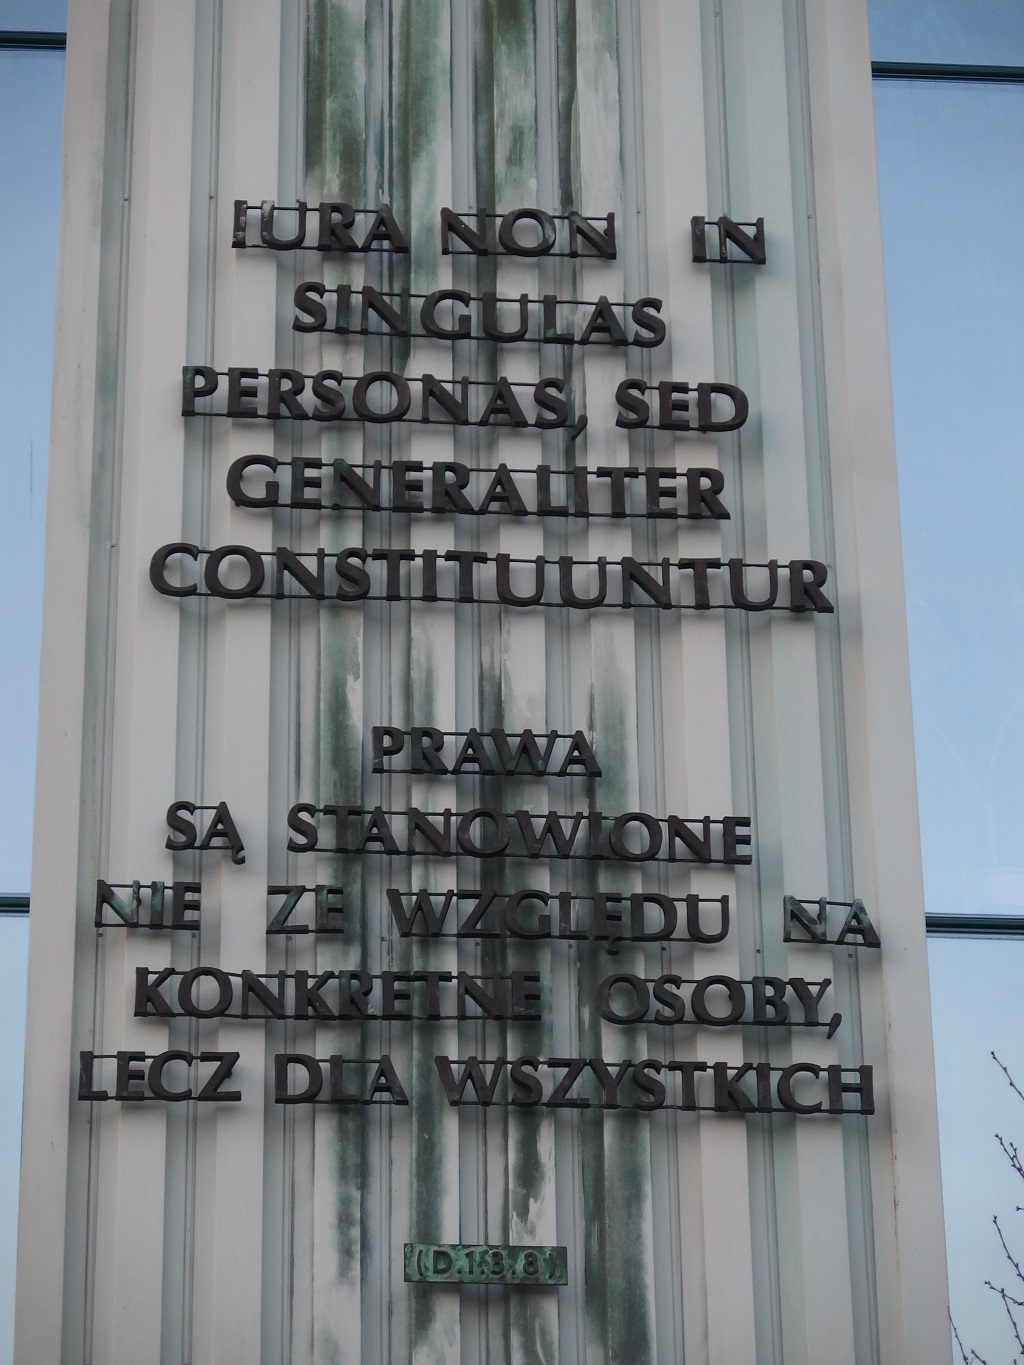 IURA NON IN
SINGULAS
PERSONAS, SED
GENERALITER
CONSTITUUNTUR
PRAWA
SĄ STANOWIONE
NIE ZE WZGLĘDU NA
KONKRETNE OSOBY,
LECZ DLA WSZYSTKICH
(D.1.3.8)